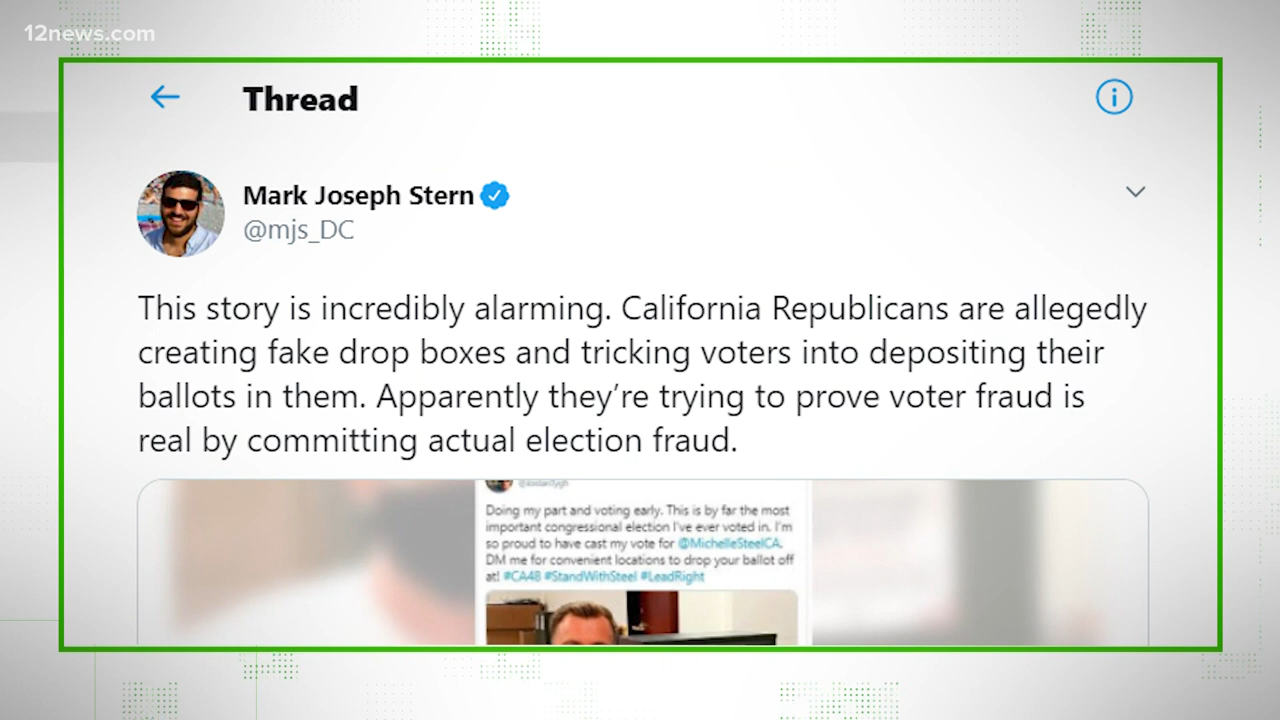 12news.com
Thread
Mark Joseph Stern
@mjs_DC
This story is incredibly alarming. California Republicans are allegedly
creating fake drop boxes and tricking voters into depositing their
ballots in them. Apparently they’re trying to prove voter fraud is
real by committing actual election fraud.
Doing my part and voting early. This is by far the most
important congressional election I've ever voted in. I'm
so proud to have cast my vote for @MichelleSteelCA.
DM me for convenient locations to drop your ballot off
at! #CA48 #StandWithSteel #LeadRight